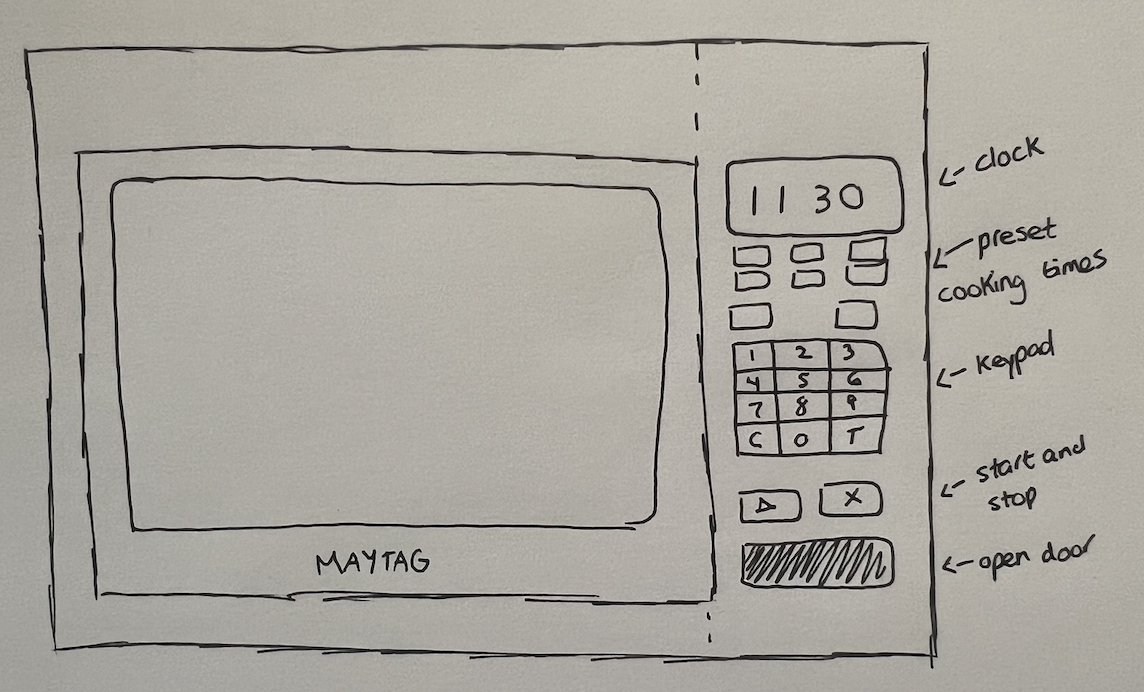 clock
11 30
preset
cooking times
keypad
1 2 3
4 5 6
7 8 9
C 0 T
start and
stop
X
open door
MAYTAG